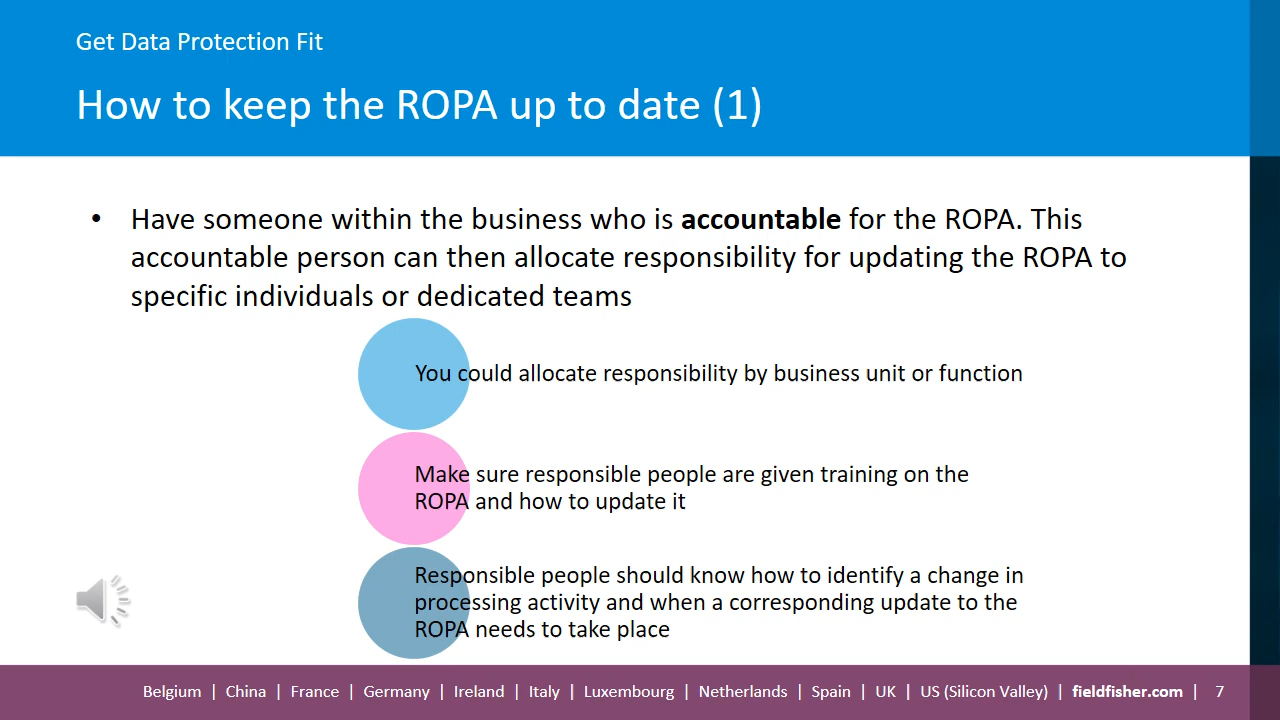 Get Data Protection Fit
How to keep the ROPA up to date (1)
• Have someone within the business who is accountable for the ROPA. This
accountable person can then allocate responsibility for updating the ROPA to
specific individuals or dedicated teams
You could allocate responsibility by business unit or function
Make sure responsible people are given training on the
ROPA and how to update it
Responsible people should know how to identify a change in
processing activity and when a corresponding update to the
ROPA needs to take place
Belgium | China | France | Germany | Ireland | Italy | Luxembourg | Netherlands | Spain | UK | US (Silicon Valley) | fieldfisher.com | 7